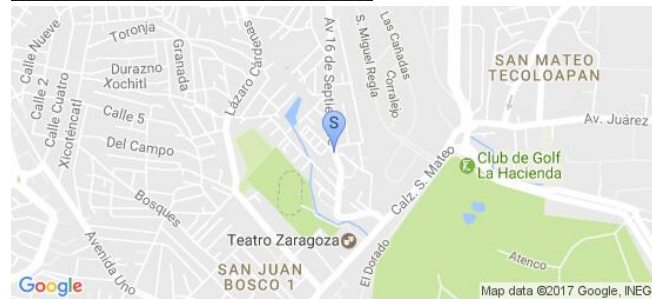 Calle Nueve
Toronja
Granada
Durazno
Xochitl
Calle 2
Calle Cuatro
Xicoténcatl
Calle 5
Del Campo
Lázaro Cárdenas
Av 16 de Septie
S
S. Miguel Regla
Las Cañadas
Corralejo
SAN MATEO
TECOLOAPAN
Av. Juárez
Club de Golf
La Hacienda
Calz. S. Mateo
Bosques
Avenida Uno
Teatro Zaragoza
El Dorado
SAN JUAN
BOSCO 1
Atenco
Google
Map data ©2017 Google, INEG